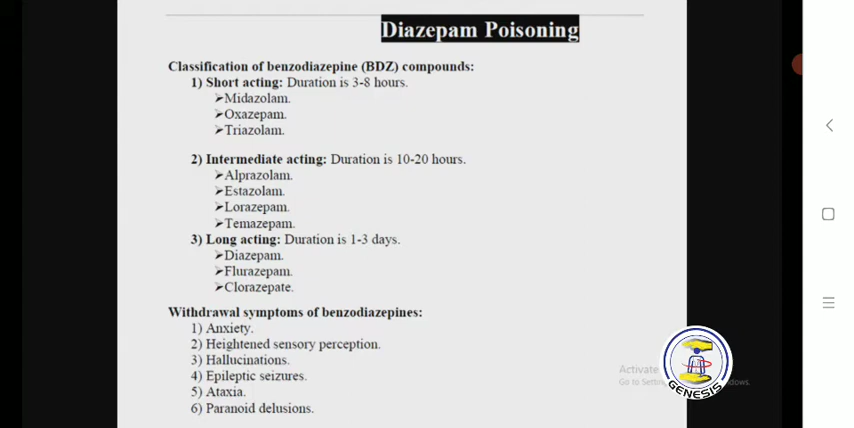 Diazepam Poisoning
Classification of benzodiazepine (BDZ) compounds:
1) Short acting: Duration is 3-8 hours.
➢Midazolam.
➢Oxazepam.
➢Triazolam.
2) Intermediate acting: Duration is 10-20 hours.
➢Alprazolam.
➢Estazolam.
➢Lorazepam.
➢Temazepam.
3) Long acting: Duration is 1-3 days.
➢Diazepam.
➢Flurazepam.
➢Clorazepate.
Withdrawal symptoms of benzodiazepines:
1) Anxiety.
2) Heightened sensory perception.
3) Hallucinations.
4) Epileptic seizures.
5) Ataxia.
6) Paranoid delusions.
Activate
Go to
GENESIS